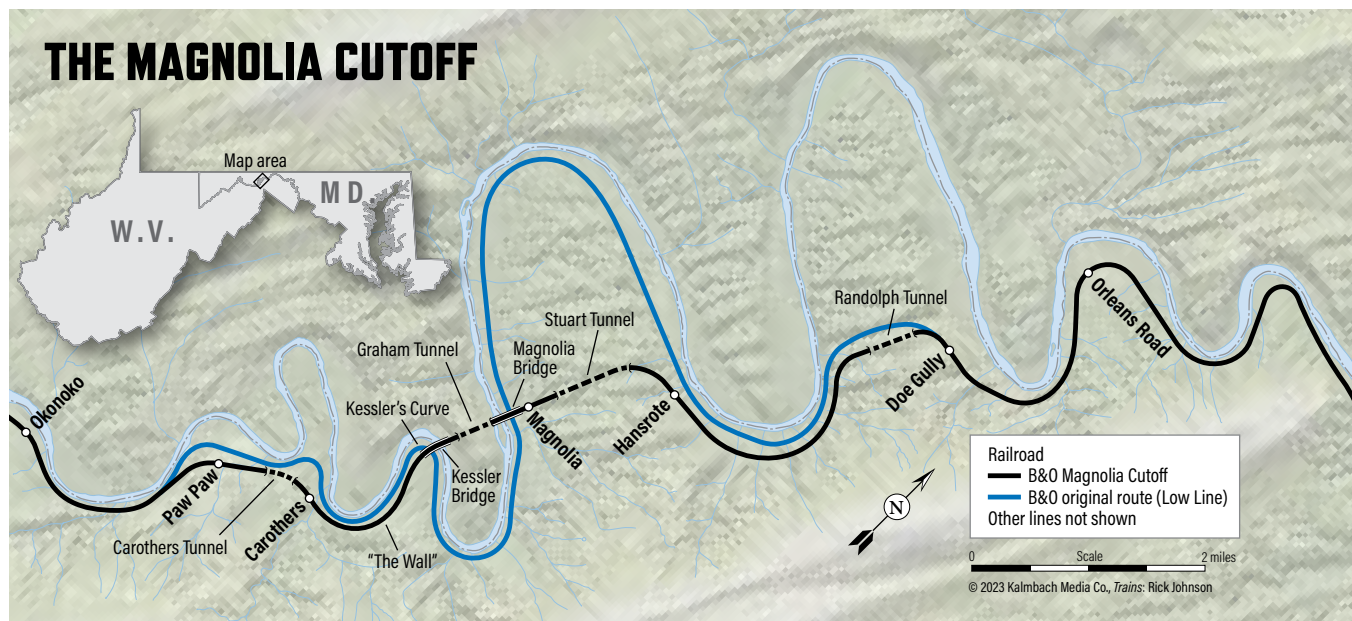 THE MAGNOLIA CUTOFF
Map area
M D.
W.V.
Okonoko
Paw Paw
Carothers Tunnel
Carothers
"The Wall"
Kessler's Curve
Graham Tunnel
Kessler
Bridge
Magnolia
Bridge
Stuart Tunnel
Magnolia
Hansrote
Randolph Tunnel
Doe Gully
Orleans Road
N
Railroad
B&O Magnolia Cutoff
B&O original route (Low Line)
Other lines not shown
0 Scale 2 miles
© 2023 Kalmbach Media Co., Trains: Rick Johnson